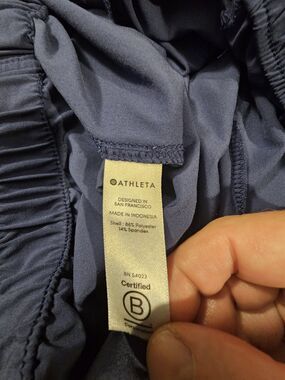 ATHLETA
DESIGNED IN
SAN FRANCISCO
MADE IN INDONESIA
Shell: 86% Polyester
14% Spandex
RN 54023
Certified
B